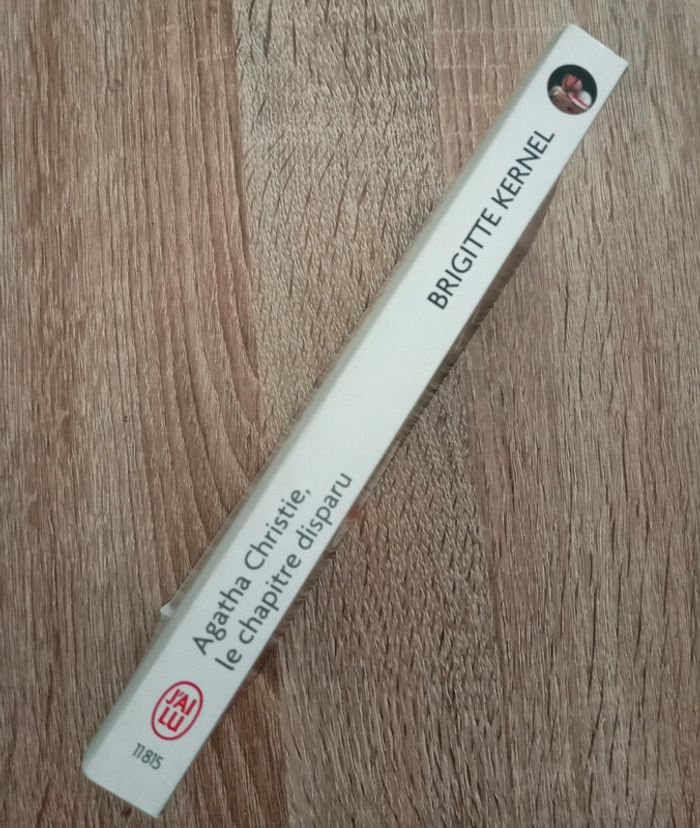 BRIGITTE KERNEL
Agatha Christie,
le chapitre disparu
J'AI
LU
11815